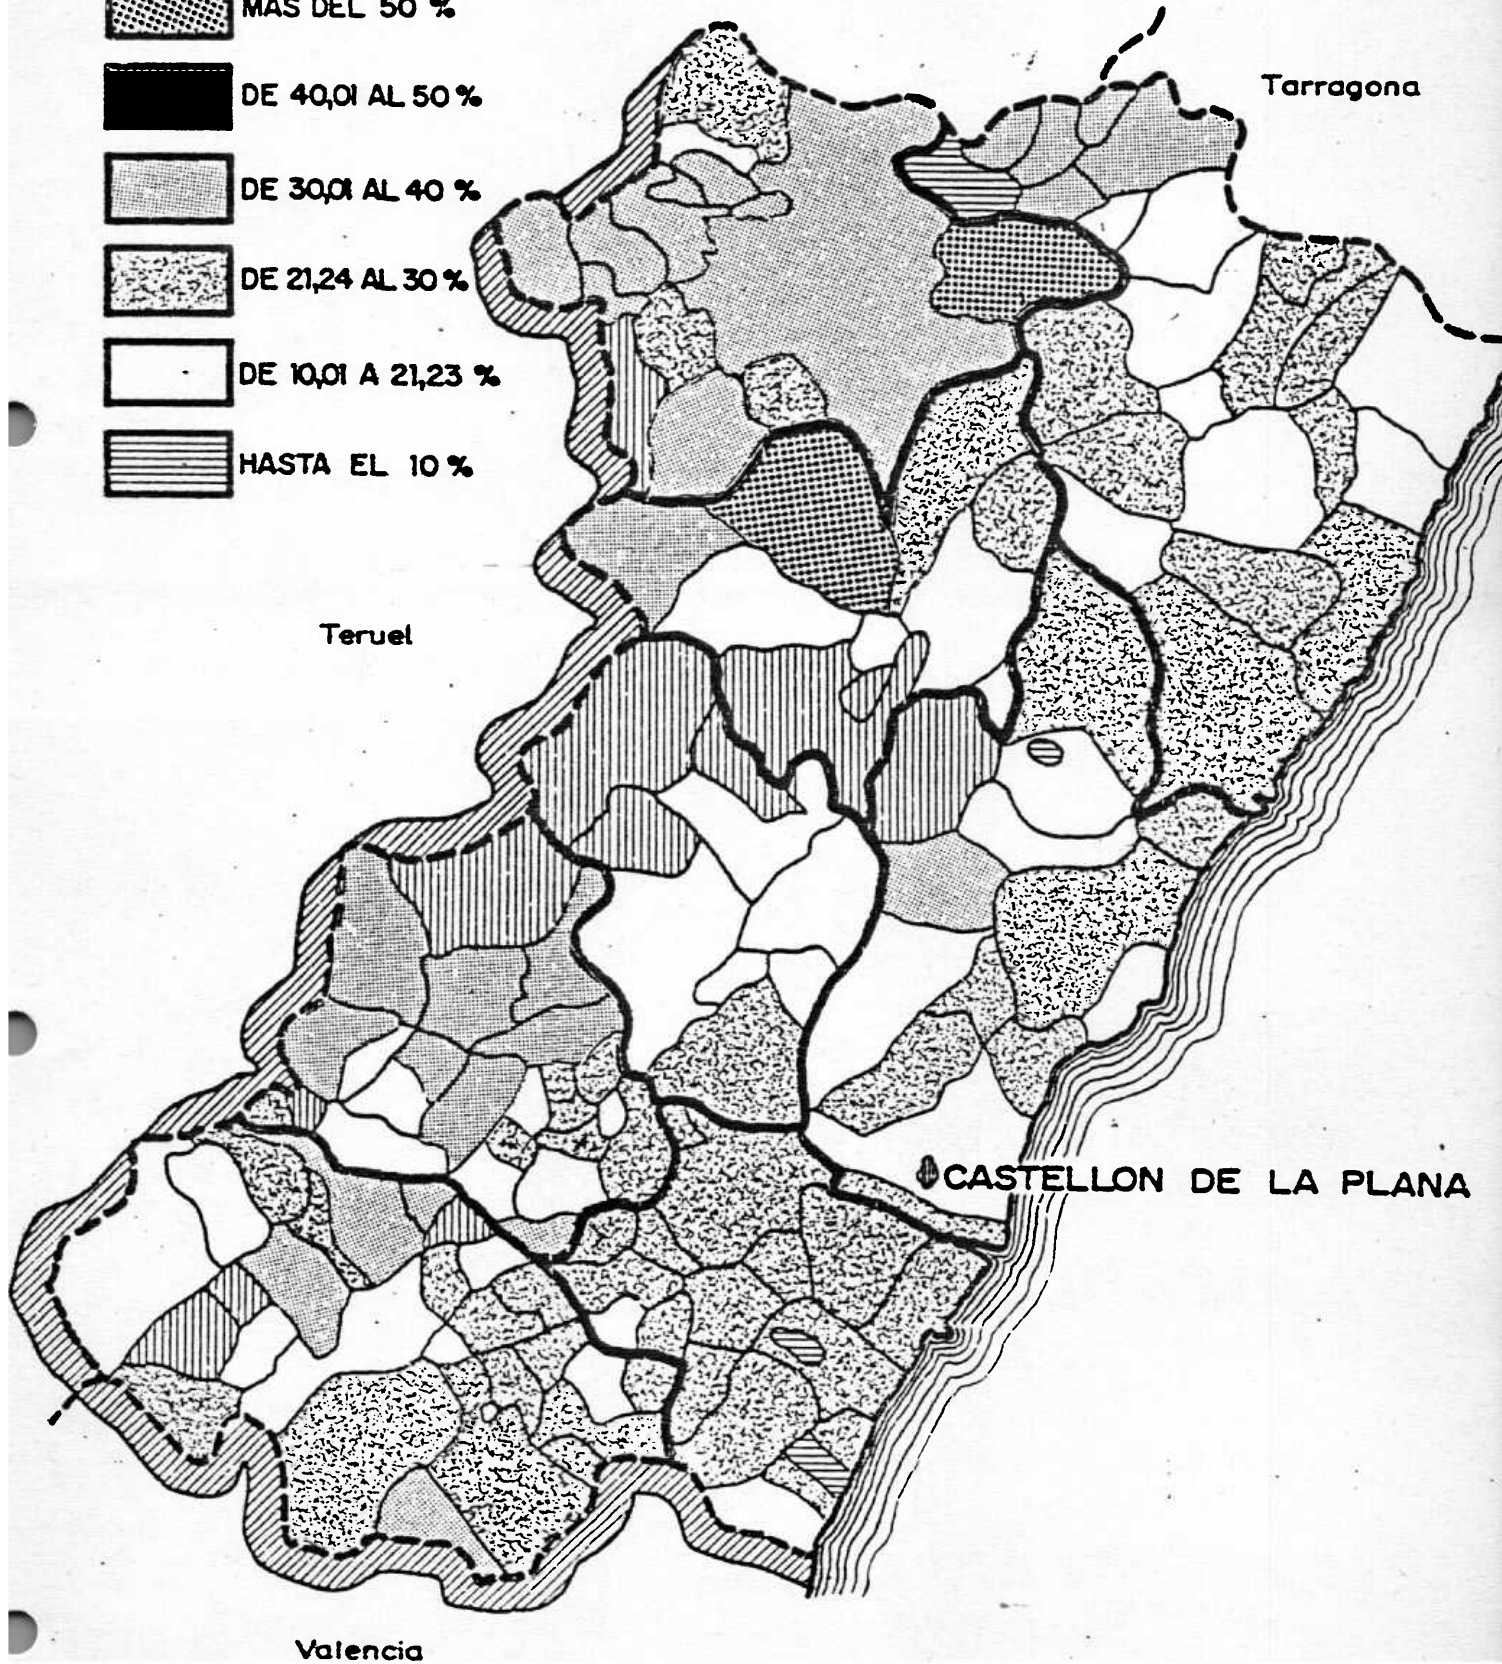 MAS DEL 50 %
DE 40,01 AL 50 %
DE 30,01 AL 40 %
DE 21,24 AL 30 %
DE 10,01 A 21,23 %
HASTA EL 10 %
Tarragona
Teruel
CASTELLON DE LA PLANA
Valencia